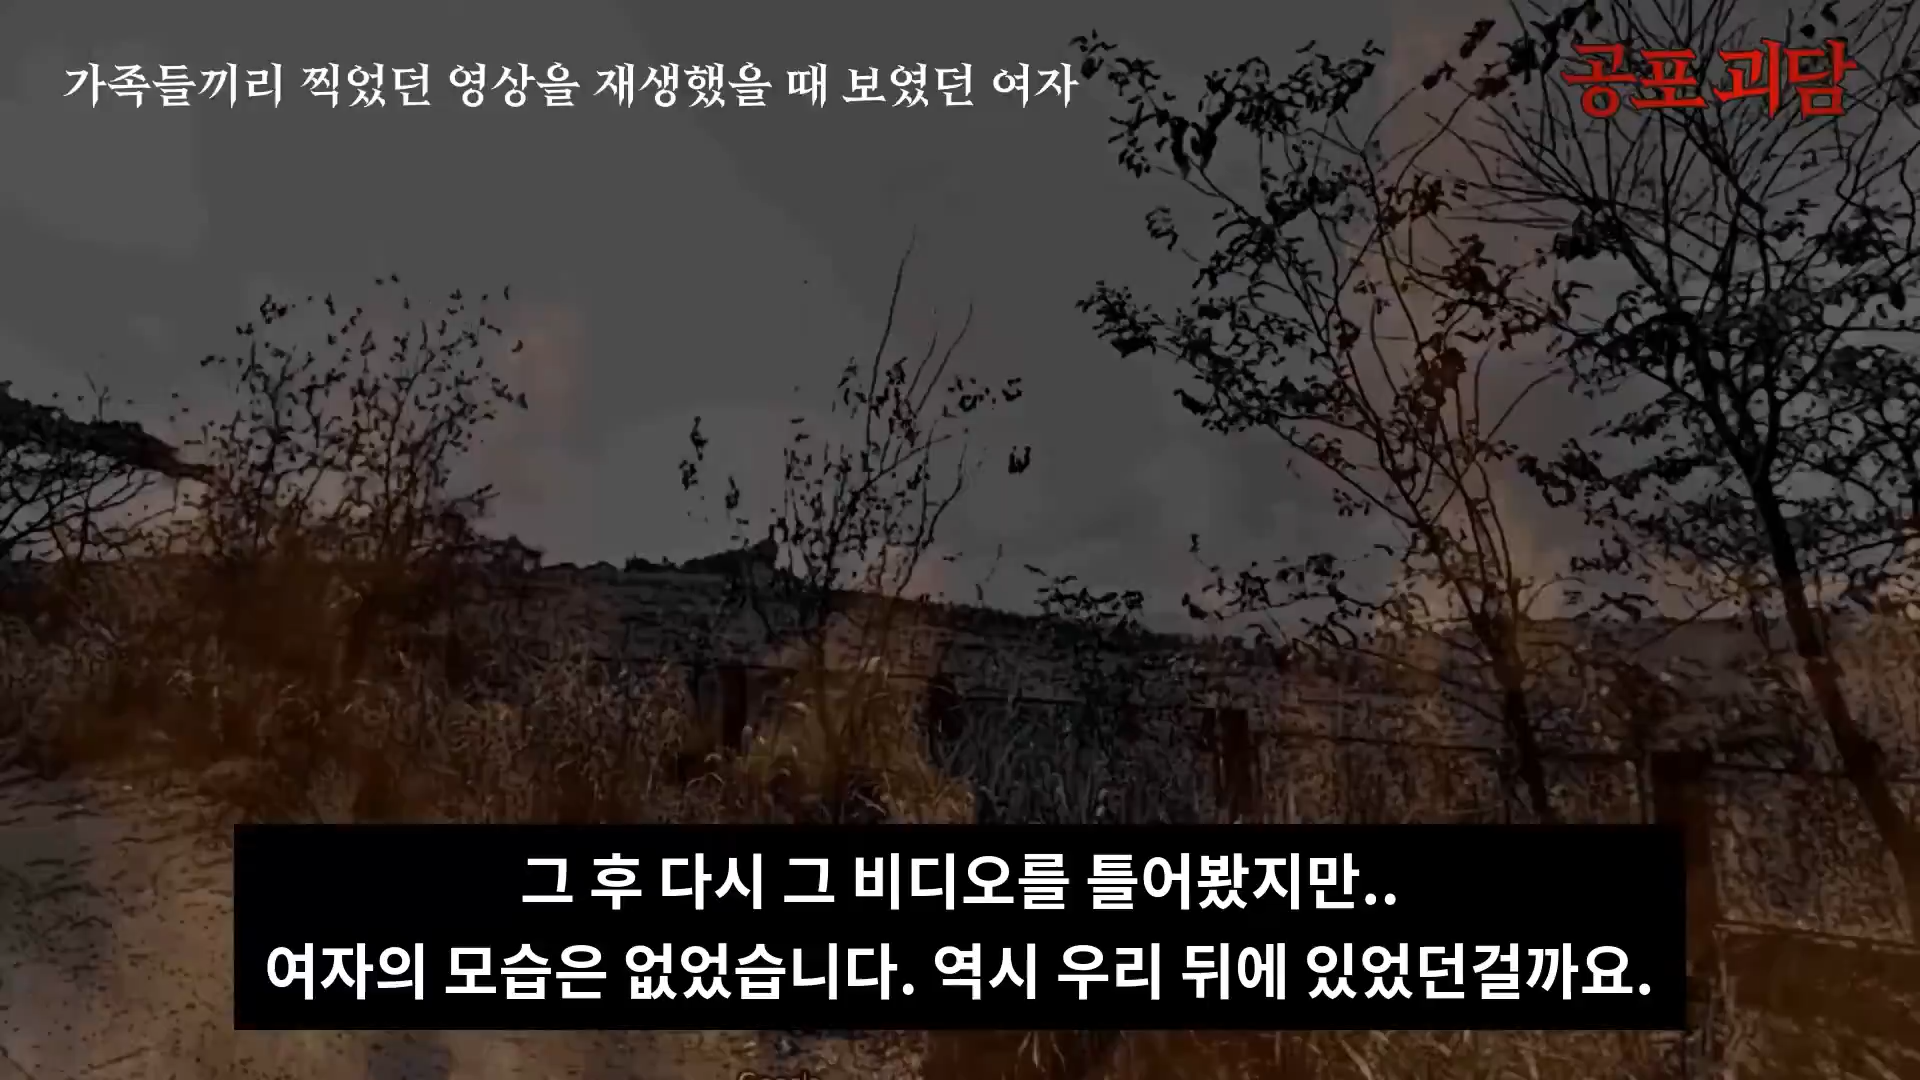 가족들끼리 찍었던 영상을 재생했을 때 보였던 여자
공포 괴담
그 후 다시 그 비디오를 틀어봤지만..
여자의 모습은 없었습니다. 역시 우리 뒤에 있었던걸까요.
Google